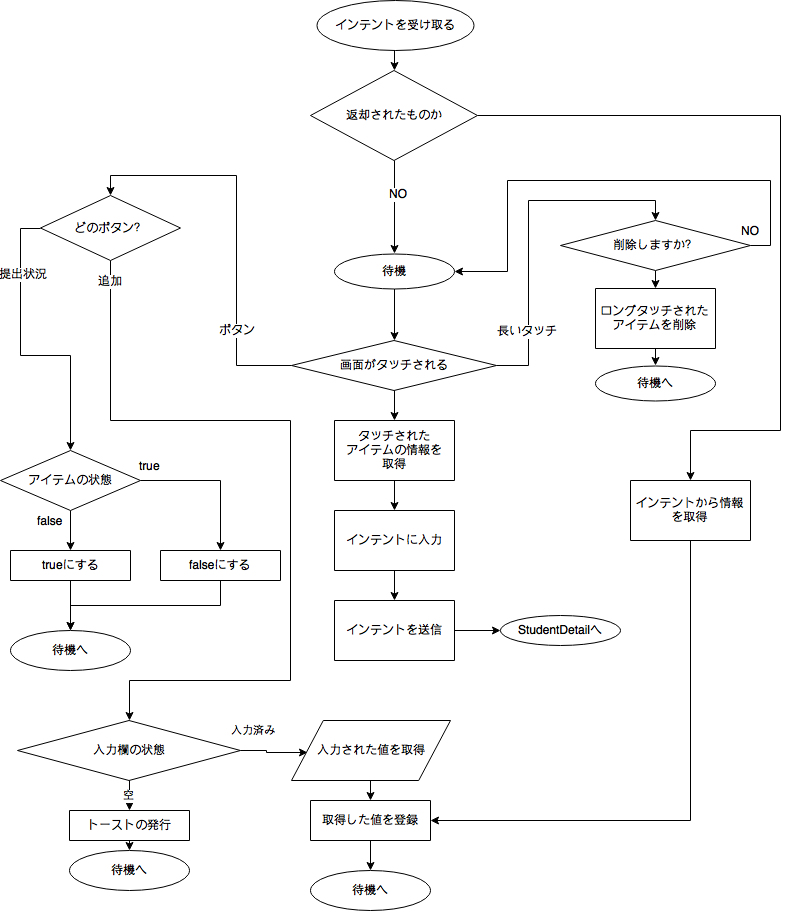 インテントを受け取る
返却されたものか
NO
どのボタン?
削除しますか?
NO
提出状況
追加
待機
ロングタッチされた
アイテムを削除
ボタン
長いタッチ
画面がタッチされる
待機へ
タッチされた
アイテムの情報を
取得
アイテムの状態
true
false
インテントから情報
を取得
インテントに入力
trueにする
falseにする
インテントを送信
StudentDetailへ
待機へ
入力欄の状態
入力済み
入力された値を取得
空
トーストの発行
取得した値を登録
待機へ
待機へ